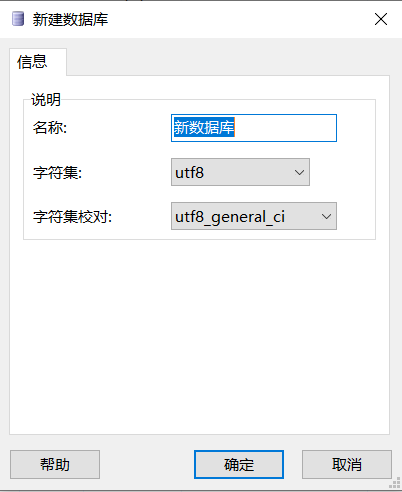 新建数据库
信息
说明
名称: 新数据库
字符集: utf8
字符集校对: utf8_general_ci
帮助 确定 取消